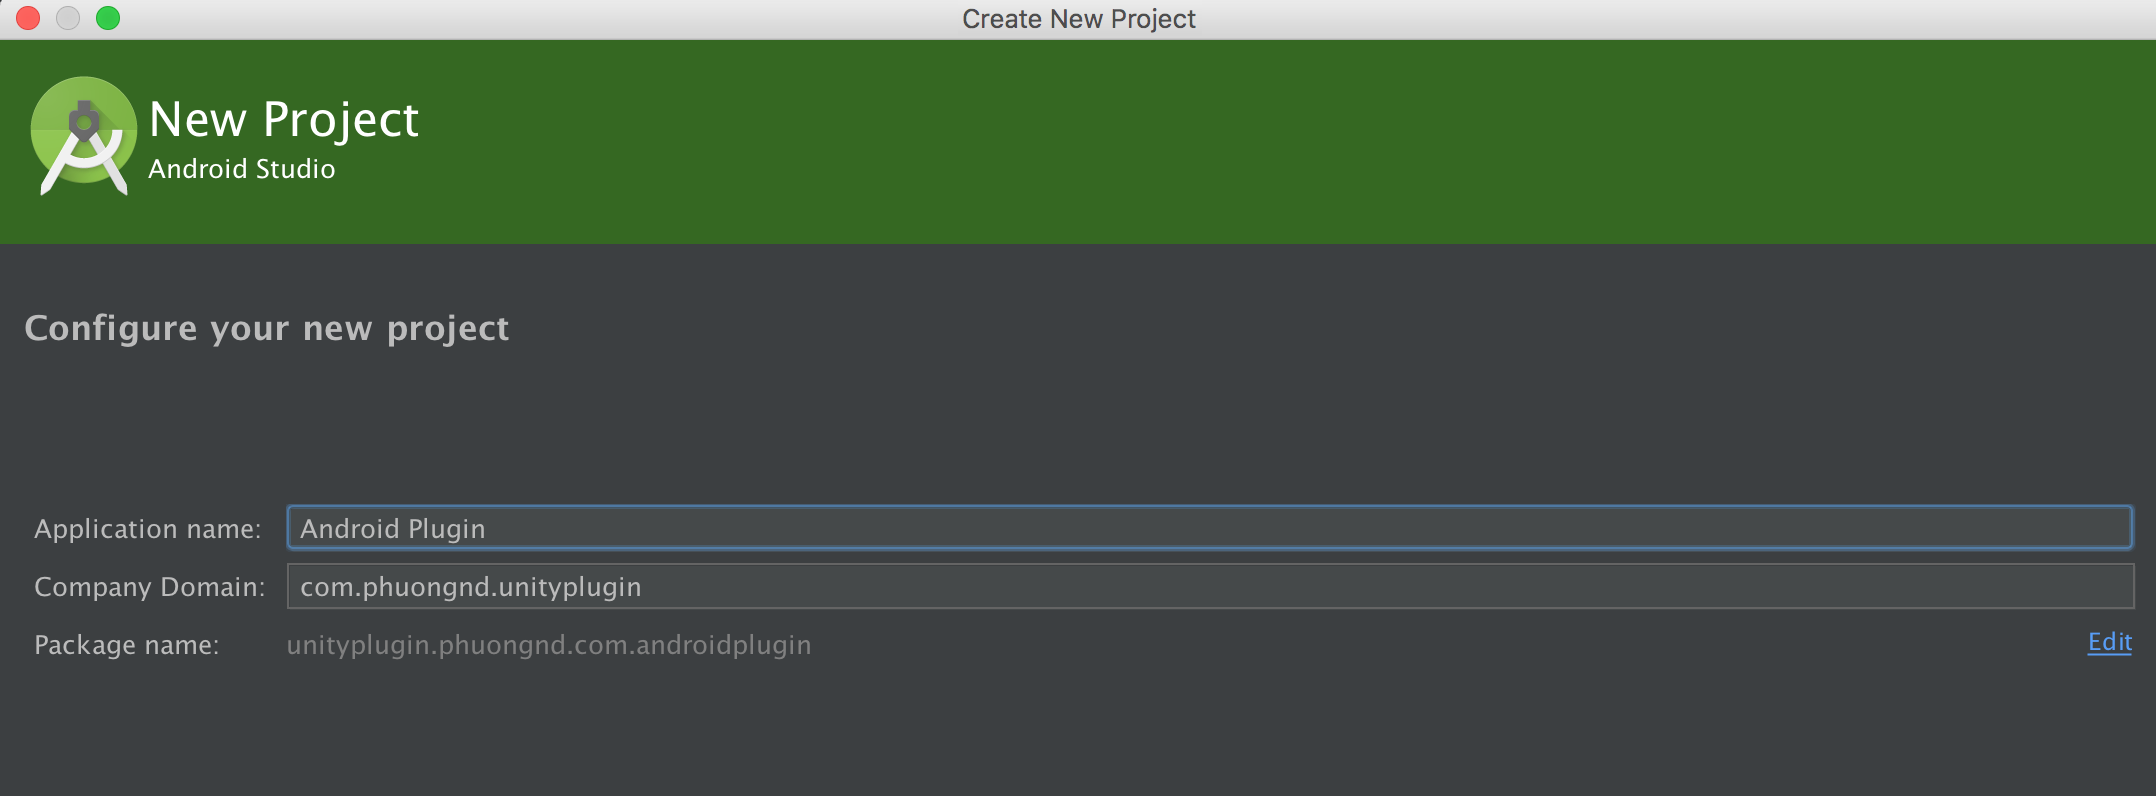 Create New Project
New Project
Android Studio
Configure your new project
Application name: Android Plugin
Company Domain: com.phuongnd.unityplugin
Package name: unityplugin.phuongnd.com.androidplugin Edit